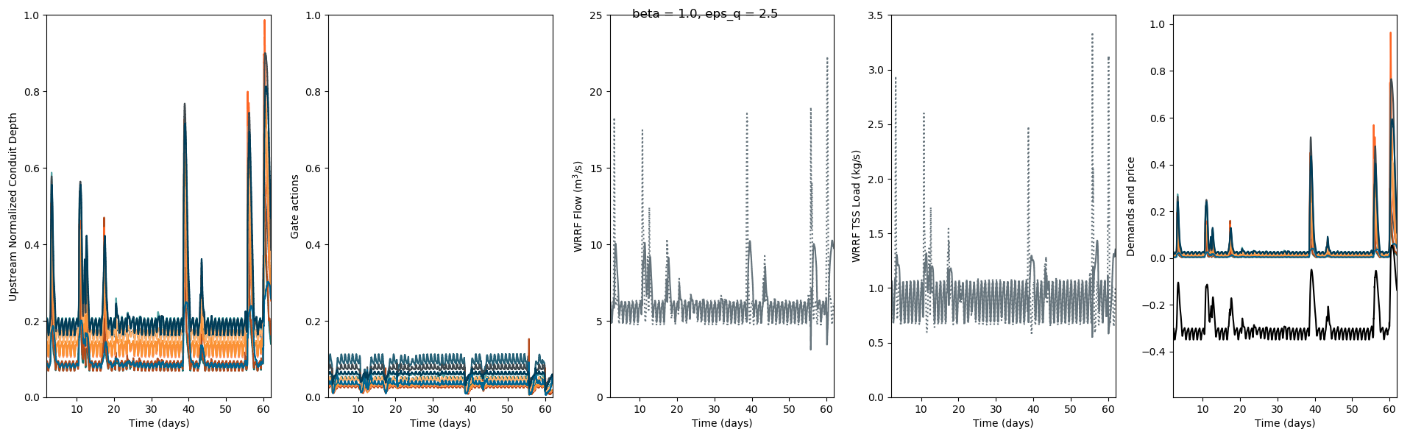 beta = 1.0, eps_q = 2.5
Upstream Normalized Conduit Depth
1.0
0.8
0.6
0.4
0.2
0.0
10 20 30 40 50 60
Time (days)
Gate actions
1.0
0.8
0.6
0.4
0.2
0.0
10 20 30 40 50 60
Time (days)
WRRF Flow (m³/s)
25
20
15
10
5
0
10 20 30 40 50 60
Time (days)
WRRF TSS Load (kg/s)
3.5
3.0
2.5
2.0
1.5
1.0
0.5
0.0
10 20 30 40 50 60
Time (days)
Demands and price
1.0
0.8
0.6
0.4
0.2
0.0
−0.2
−0.4
10 20 30 40 50 60
Time (days)